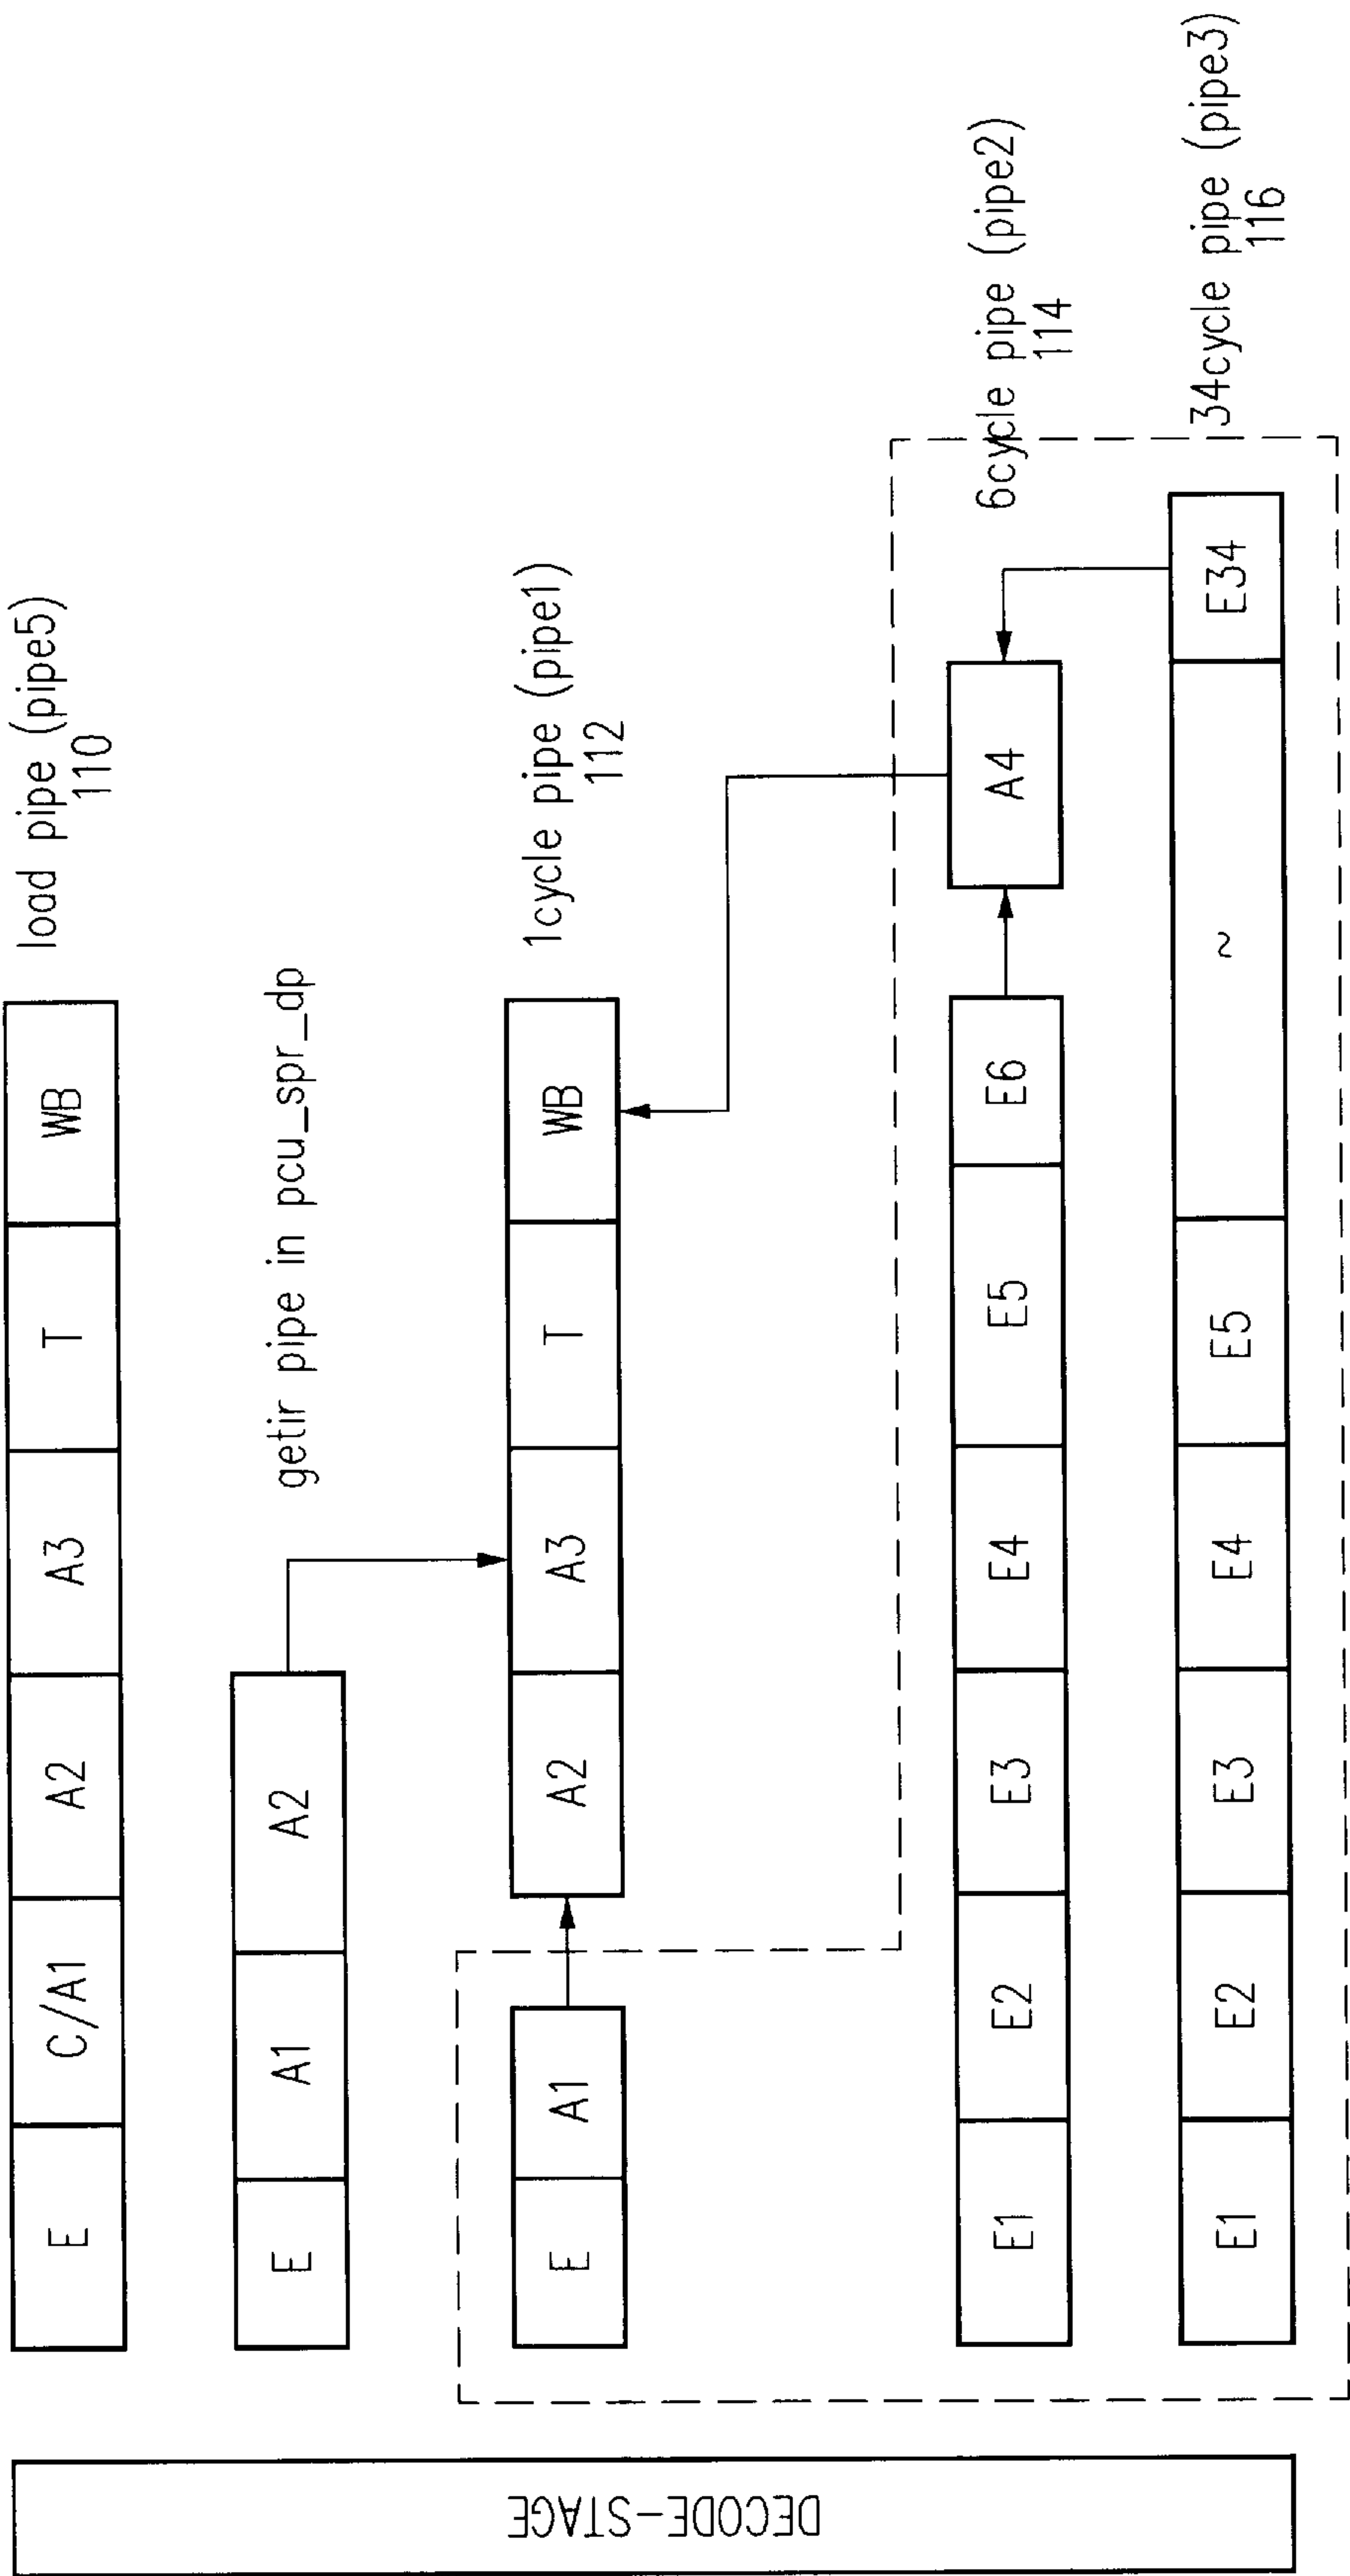 DECODE-STAGE
E
C/A1
A2
A3
T
WB
load pipe (pipe5)
110
E
A1
A2
getir pipe in pcu_spr_dp
E
A1
A2
A3
T
WB
1cycle pipe (pipe1)
112
E1
E2
E3
E4
E5
E6
A4
6cycle pipe (pipe2)
114
E1
E2
E3
E4
E5
~
E34
34cycle pipe (pipe3)
116